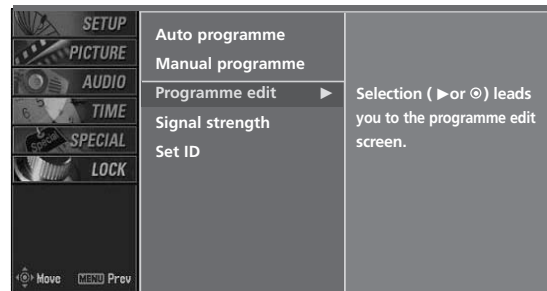 SETUP
PICTURE
AUDIO
TIME
SPECIAL
LOCK
Move MENU Prev
Auto programme
Manual programme
Programme edit ▶
Signal strength
Set ID
Selection ( ▶or ⊙) leads
you to the programme edit
screen.